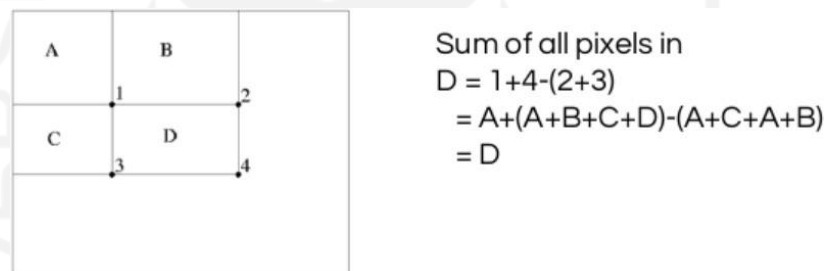 A B
1 2
C D
3 4
Sum of all pixels in
D = 1+4-(2+3)
= A+(A+B+C+D)-(A+C+A+B)
= D